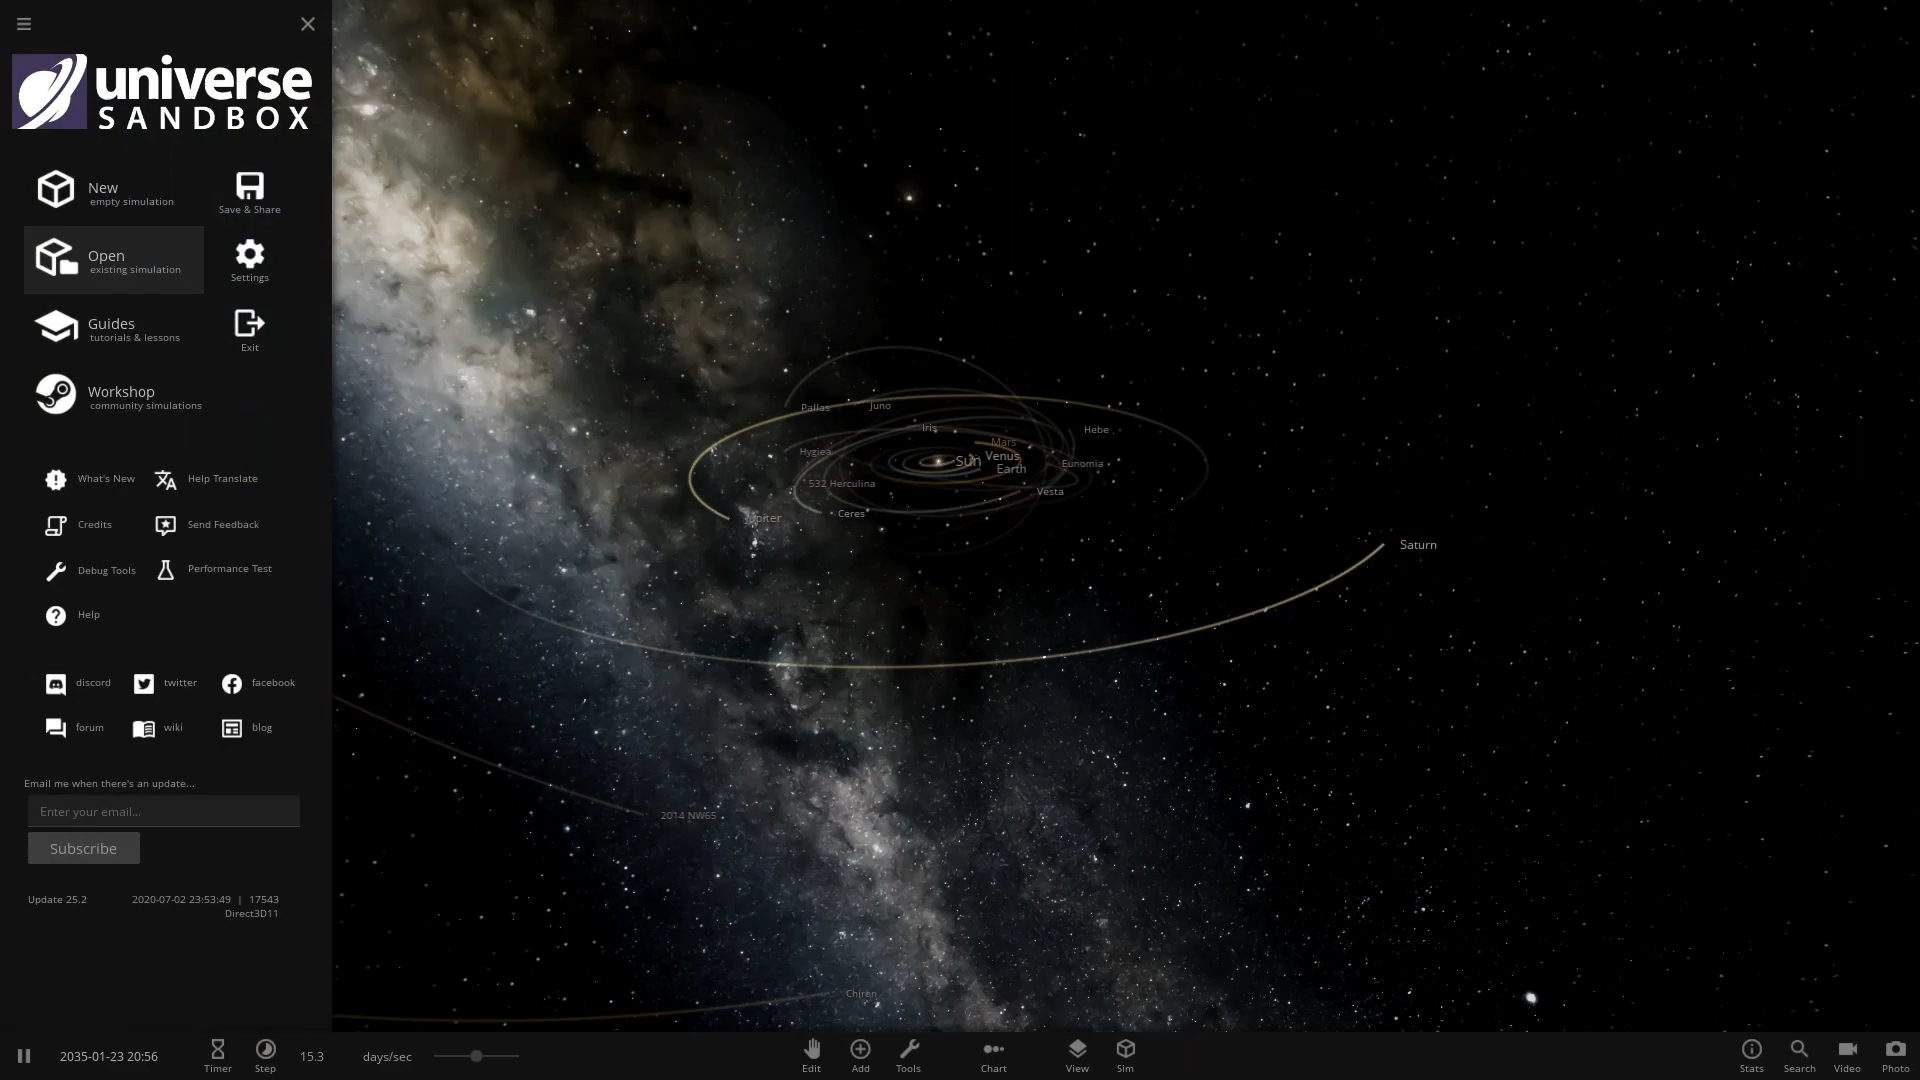 universe
SANDBOX
New
empty simulation
Save & Share
Open
existing simulation
Settings
Guides
tutorials & lessons
Exit
Workshop
community simulations
What's New
Help Translate
Credits
Send Feedback
Debug Tools
Performance Test
Help
discord
twitter
facebook
forum
wiki
blog
Email me when there's an update...
Enter your email...
Subscribe
Update 25.2
2020-07-02 23:53:49 | 17543
Direct3D11
Pallas
Juno
Iris
Hebe
Mars
Hygiea
Sun
Venus
Earth
Eunomia
532 Herculina
Vesta
Ceres
Jupiter
Saturn
2014 NW65
Chiron
2035-01-23 20:56
Timer
Step
15.3
days/sec
Edit
Add
Tools
Chart
View
Sim
Stats
Search
Video
Photo